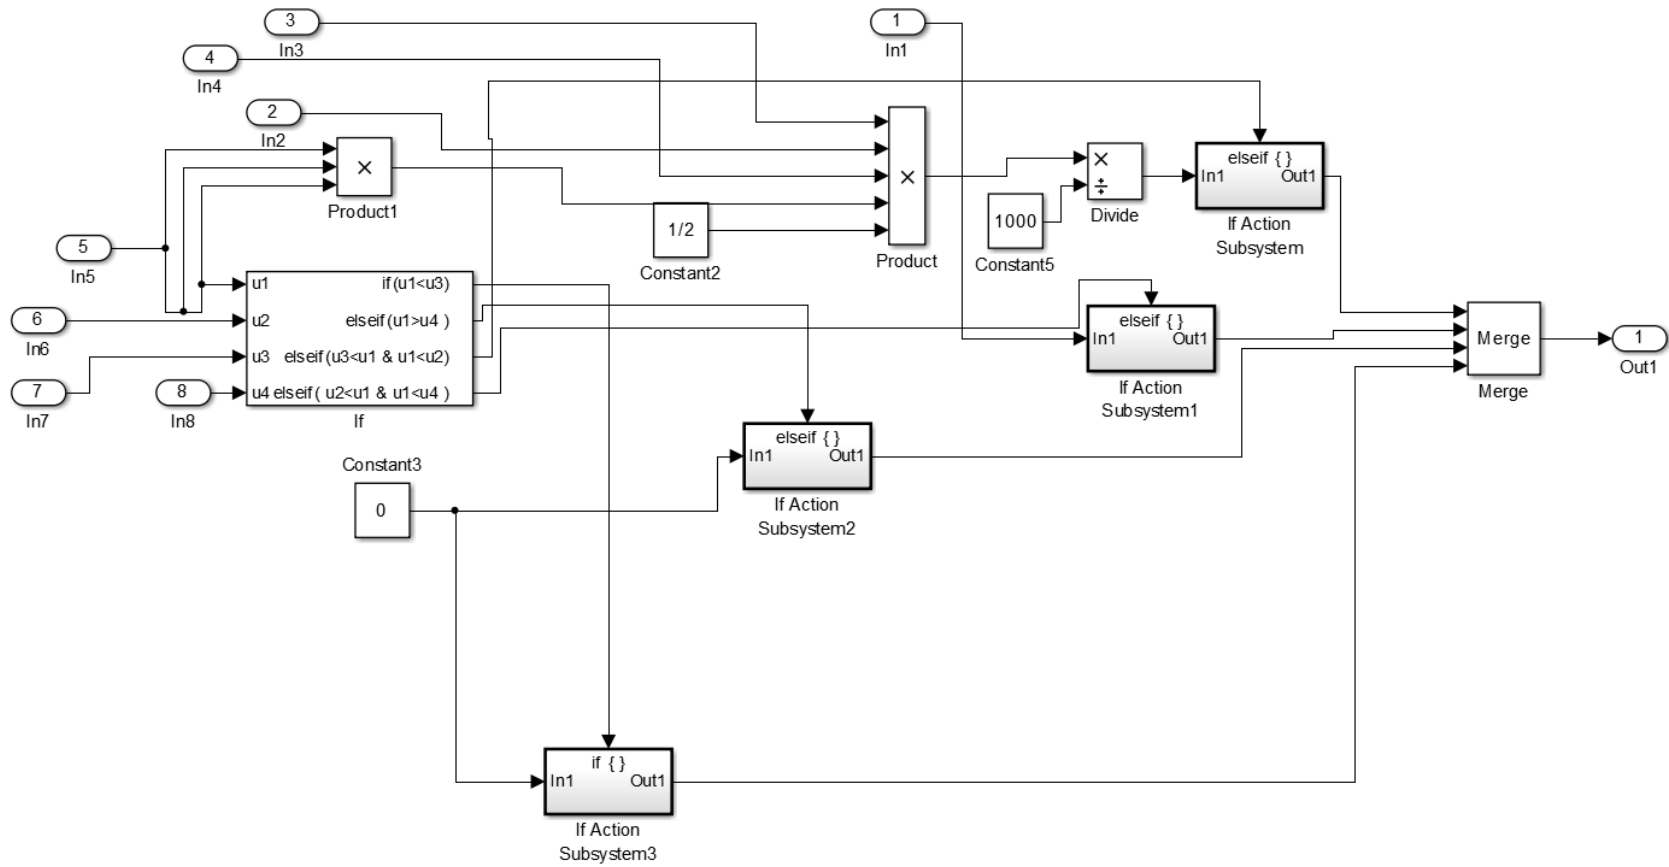 3
In3
1
In1
4
In4
2
In2
×
Product1
×
Product
1/2
Constant2
1000
Constant5
×
÷
Divide
elseif { }
In1
Out1
If Action
Subsystem
5
In5
6
In6
7
In7
8
In8
u1
if(u1<u3)
u2
elseif(u1>u4 )
u3
elseif(u3<u1 & u1<u2)
u4
elseif( u2<u1 & u1<u4 )
If
elseif { }
In1
Out1
If Action
Subsystem1
Merge
Merge
1
Out1
elseif { }
In1
Out1
If Action
Subsystem2
Constant3
0
if { }
In1
Out1
If Action
Subsystem3